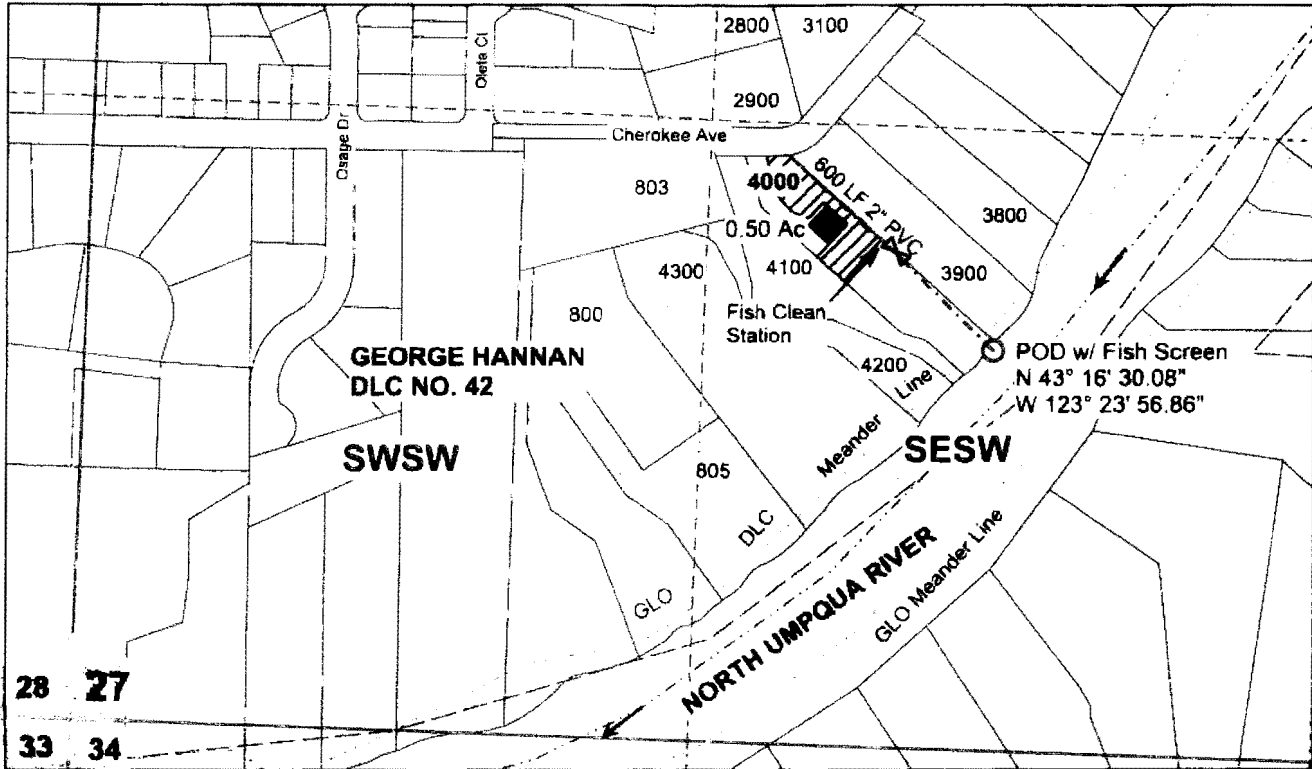 2800
3100
Oleta Ct
2900
Osage Dr
Cherokee Ave
803
4000
600 LF 2" PVC
3800
0.50 Ac
4300
4100
3900
800
Fish Clean
Station
GEORGE HANNAN
DLC NO. 42
4200
POD w/ Fish Screen
N 43° 16' 30.08"
W 123° 23' 56.86"
SWSW
SESW
805
GLO DLC Meander Line
NORTH UMPQUA RIVER
GLO Meander Line
28
27
33
34